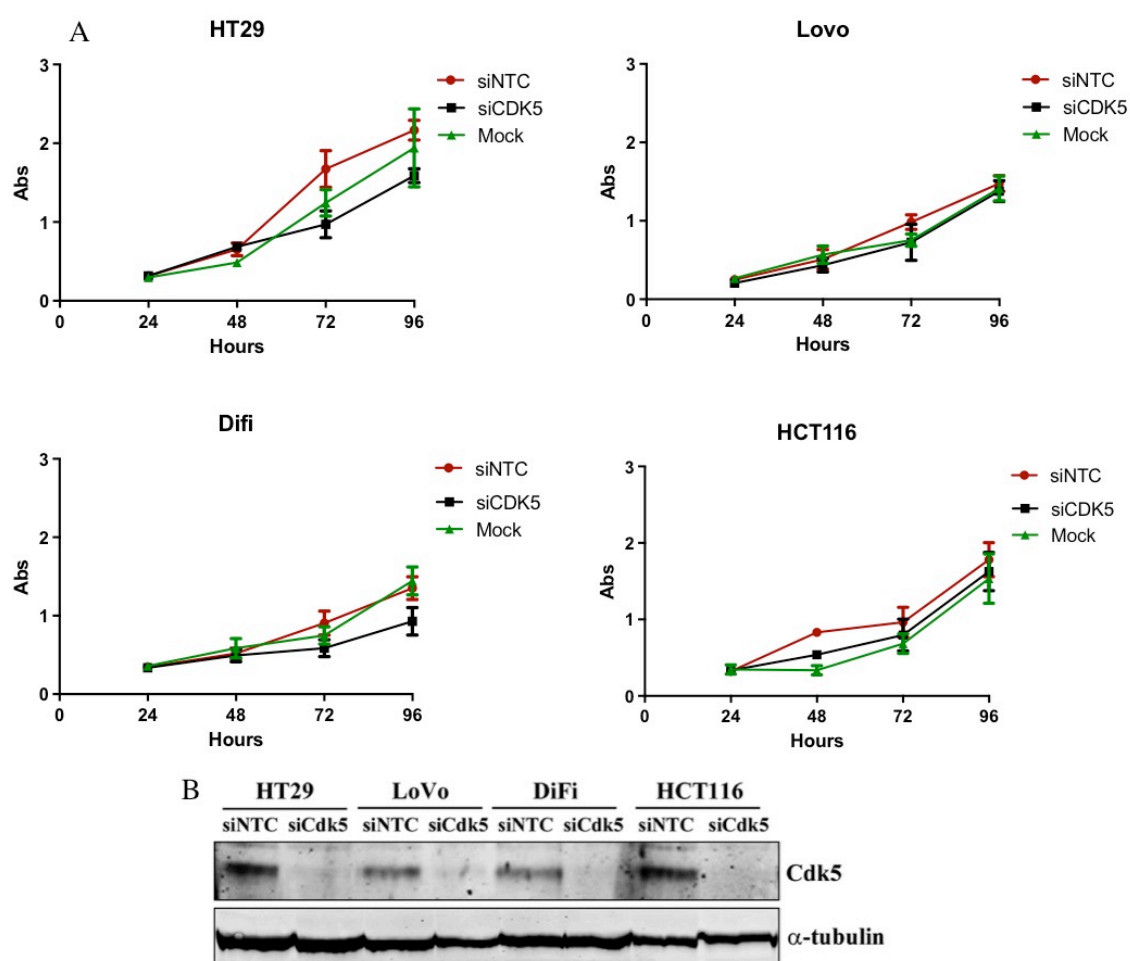 A
HT29
3
2
1
0
Abs
0 24 48 72 96
Hours
siNTC
siCDK5
Mock
Lovo
3
2
1
0
Abs
0 24 48 72 96
Hours
siNTC
siCDK5
Mock
Difi
3
2
1
0
Abs
0 24 48 72 96
Hours
siNTC
siCDK5
Mock
HCT116
3
2
1
0
Abs
0 24 48 72 96
Hours
siNTC
siCDK5
Mock
B
HT29 LoVo DiFi HCT116
siNTC siCdk5 siNTC siCdk5 siNTC siCdk5 siNTC siCdk5
Cdk5
α-tubulin